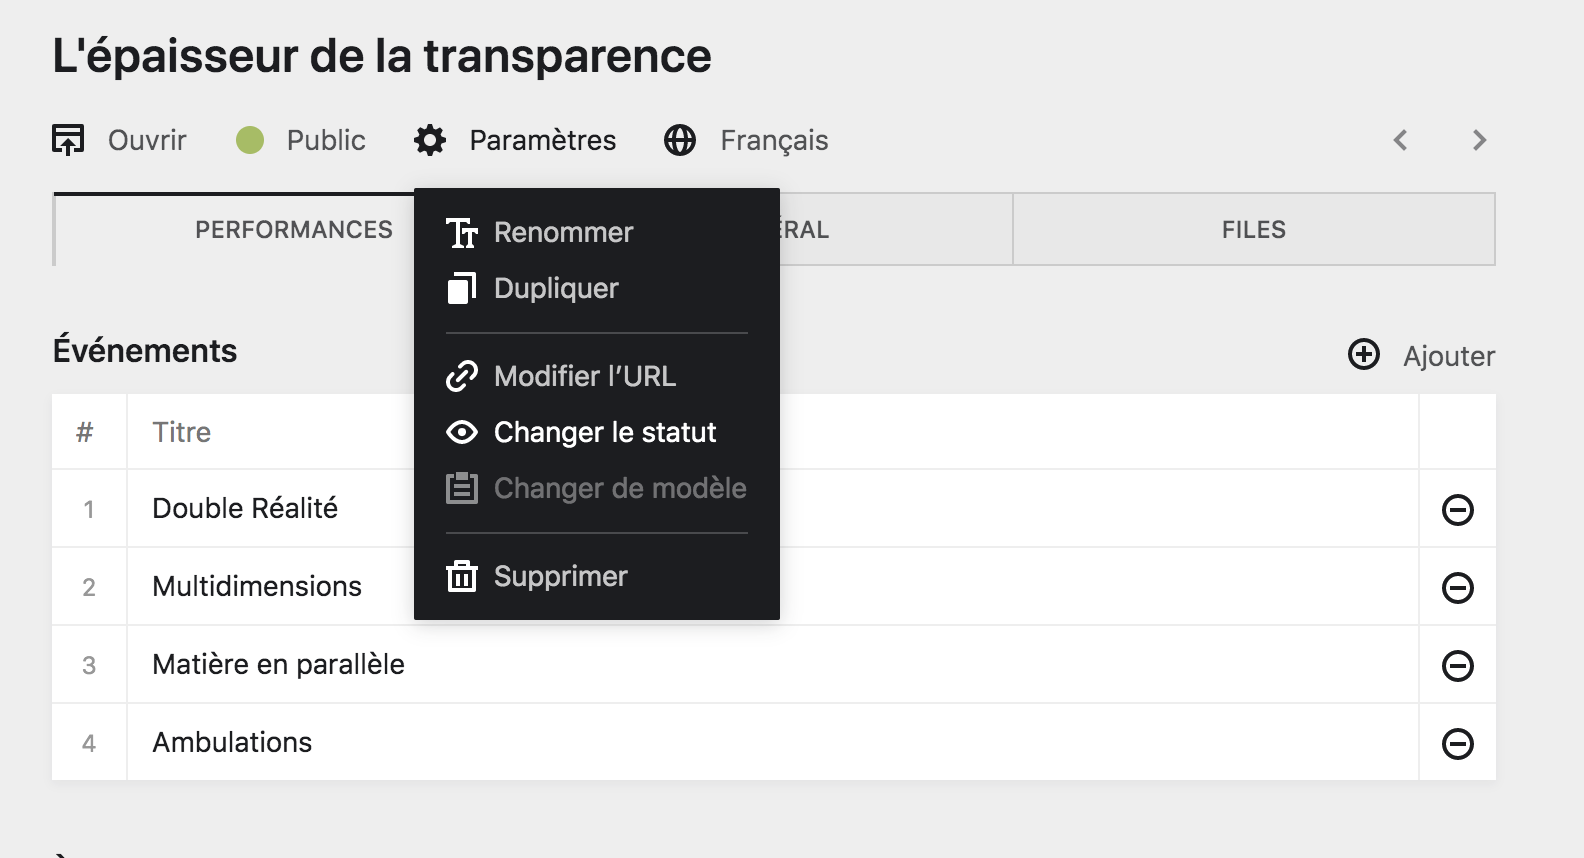 L'épaisseur de la transparence
Ouvrir Public Paramètres Français
PERFORMANCES ÉRAL FILES
Renommer
Dupliquer
Modifier l’URL
Changer le statut
Changer de modèle
Supprimer
Événements
Ajouter
# Titre
1 Double Réalité
2 Multidimensions
3 Matière en parallèle
4 Ambulations